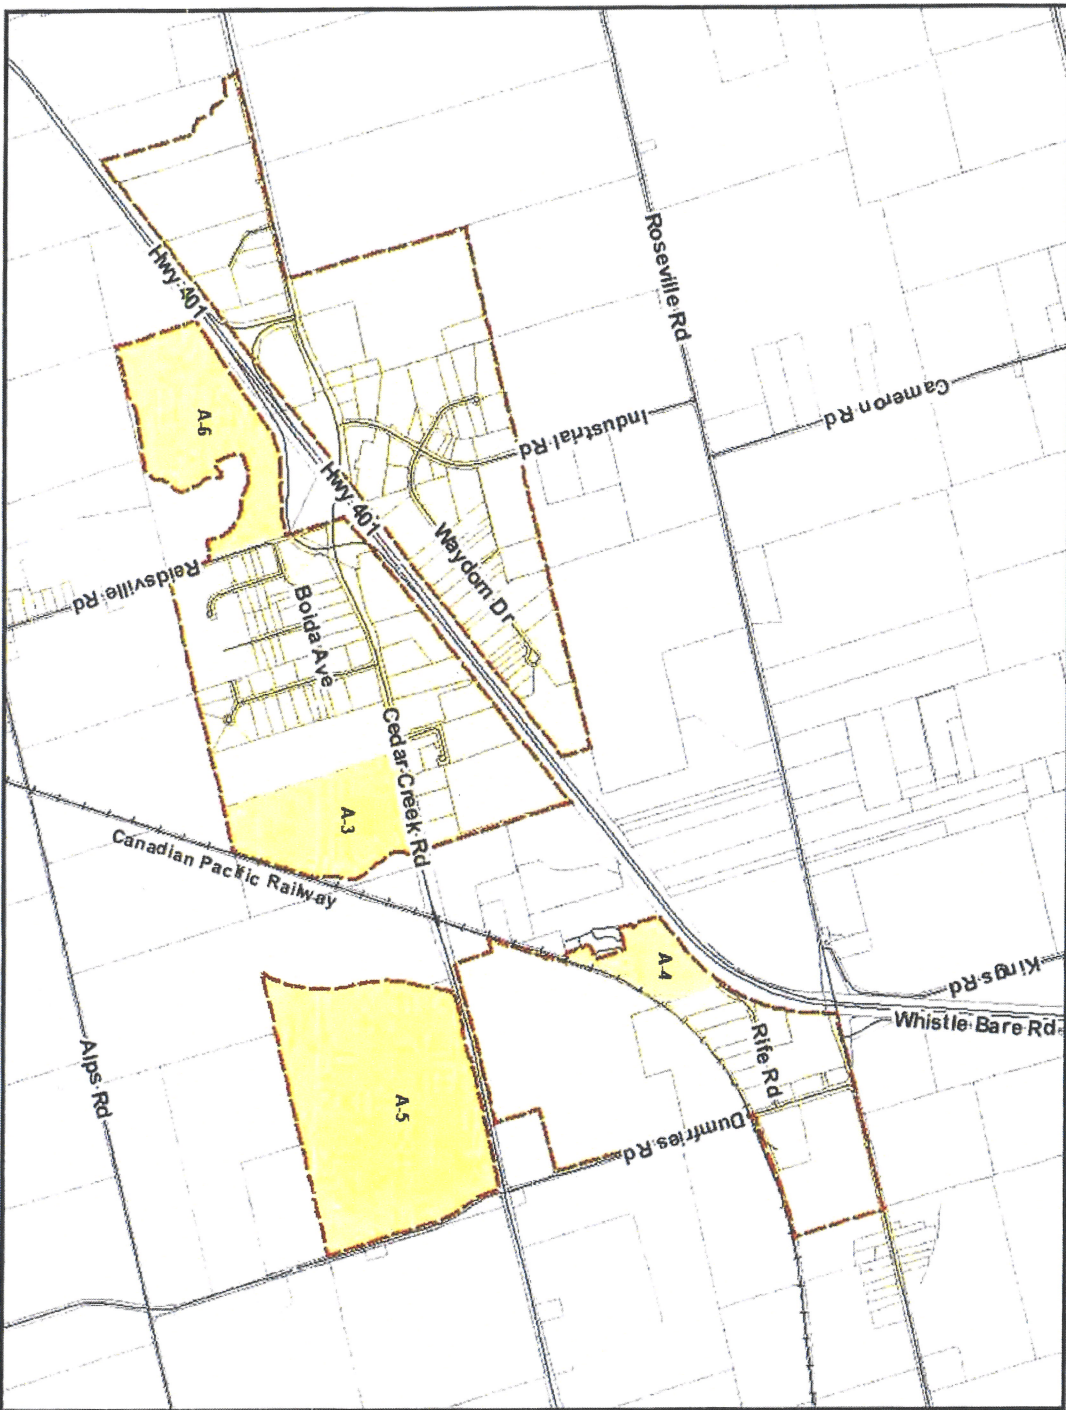 Roseville Rd
Hwy 401
Cameron Rd
A-6
Industrial Rd
Hwy 401
Waydom Dr
Reidsville Rd
Boida Ave
Cedar Creek Rd
A-3
Canadian Pacific Railway
A-4
Kings Rd
Whistle Bare Rd
Rife Rd
Alps Rd
A-5
Dumfries Rd